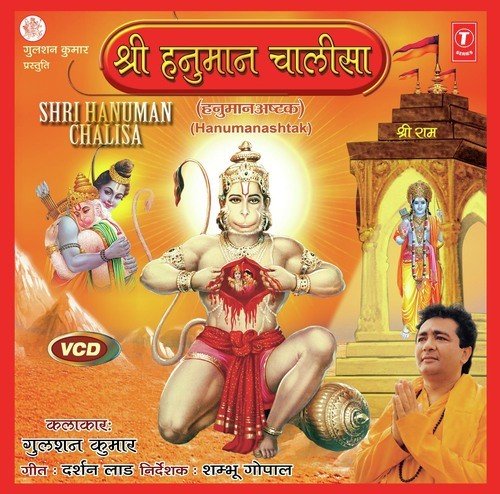 गुलशन कुमार
प्रस्तुति
श्री हनुमान चालीसा
T
SERIES
SHRI HANUMAN
CHALISA
(हनुमानअष्टक)
(Hanumanashtak)
श्री राम
VCD
कलाकार:
गुलशन कुमार
गीत : दर्शन लाड निर्देशक : शम्भू गोपाल